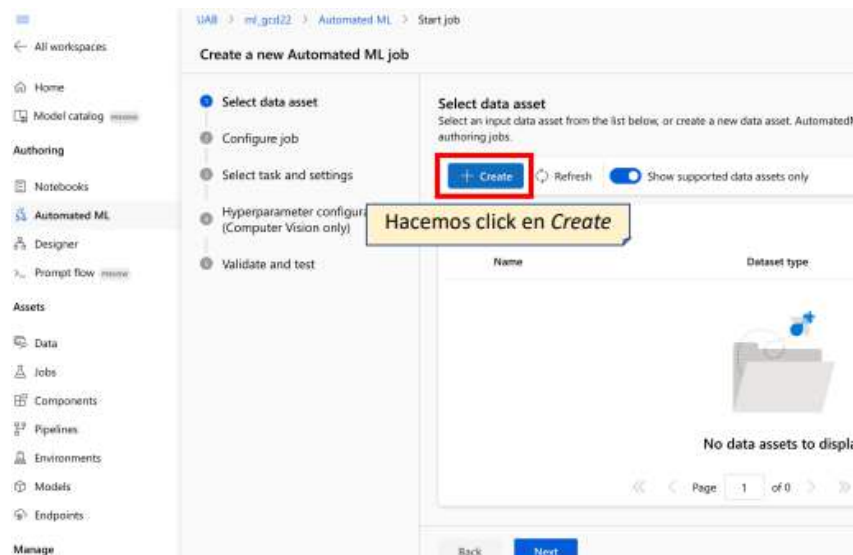 UAB > ml_gcd22 > Automated ML > Start job
All workspaces
Create a new Automated ML job
Home
Model catalog PREVIEW
Authoring
Notebooks
Automated ML
Designer
Prompt flow PREVIEW
Assets
Data
Jobs
Components
Pipelines
Environments
Models
Endpoints
Manage
Select data asset
Configure job
Select task and settings
Hyperparameter configura
(Computer Vision only)
Validate and test
Select data asset
Select an input data asset from the list below, or create a new data asset. AutomatedM
authoring jobs.
+ Create Refresh Show supported data assets only
Hacemos click en Create
Name Dataset type
No data assets to displa
Page 1 of 0
Back Next